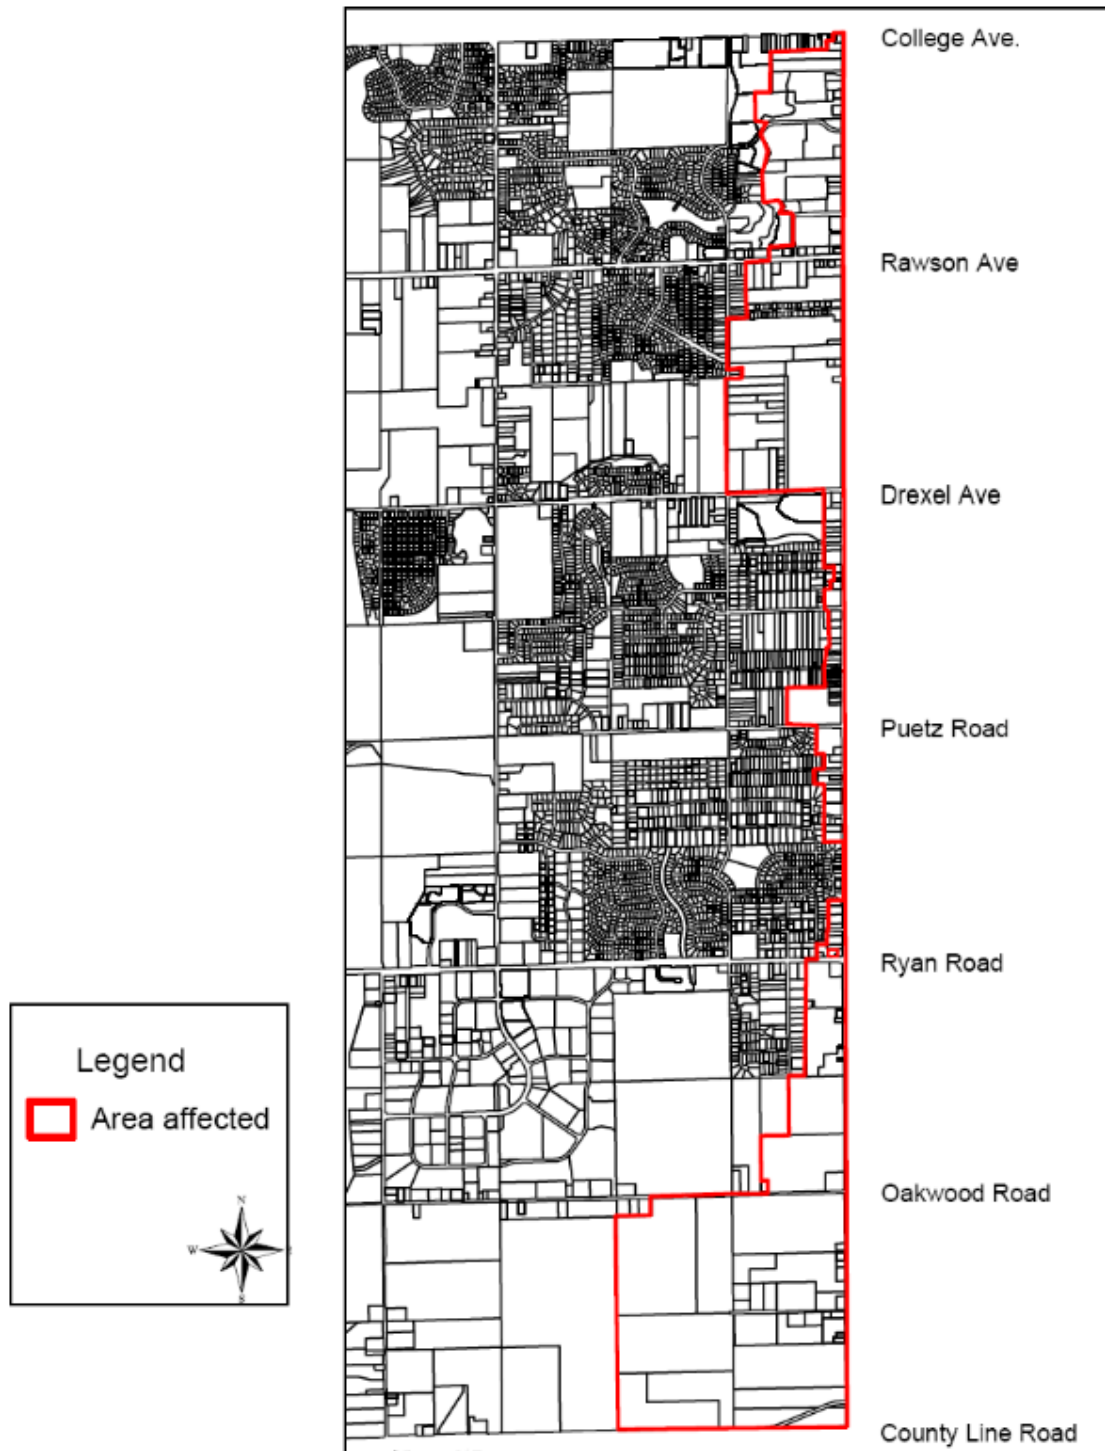 College Ave.
Rawson Ave
Drexel Ave
Puetz Road
Ryan Road
Legend
Area affected
N
W
S
Oakwood Road
County Line Road